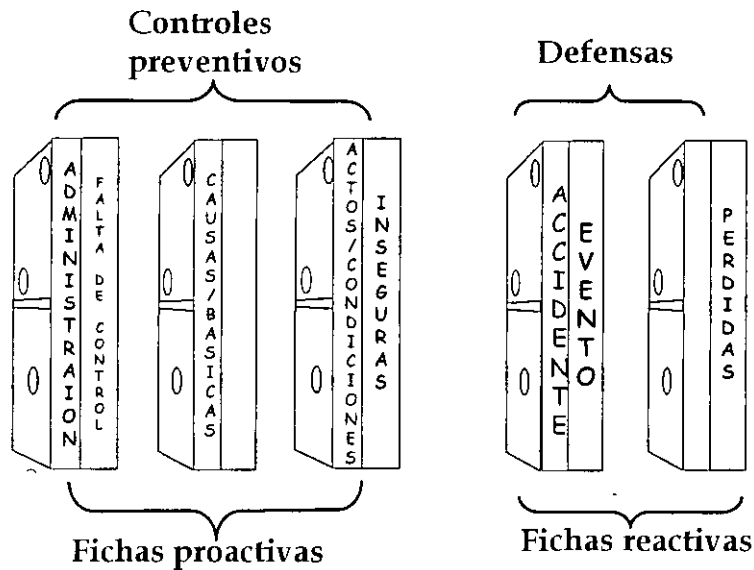 Controles
preventivos
Defensas
ADMINISTRAION
FALTA DE CONTROL
CAUSAS/BASICAS
ACTOS/CONDICIONES
INSEGURAS
ACCIDENTE
EVENTO
PERDIDAS
Fichas proactivas
Fichas reactivas